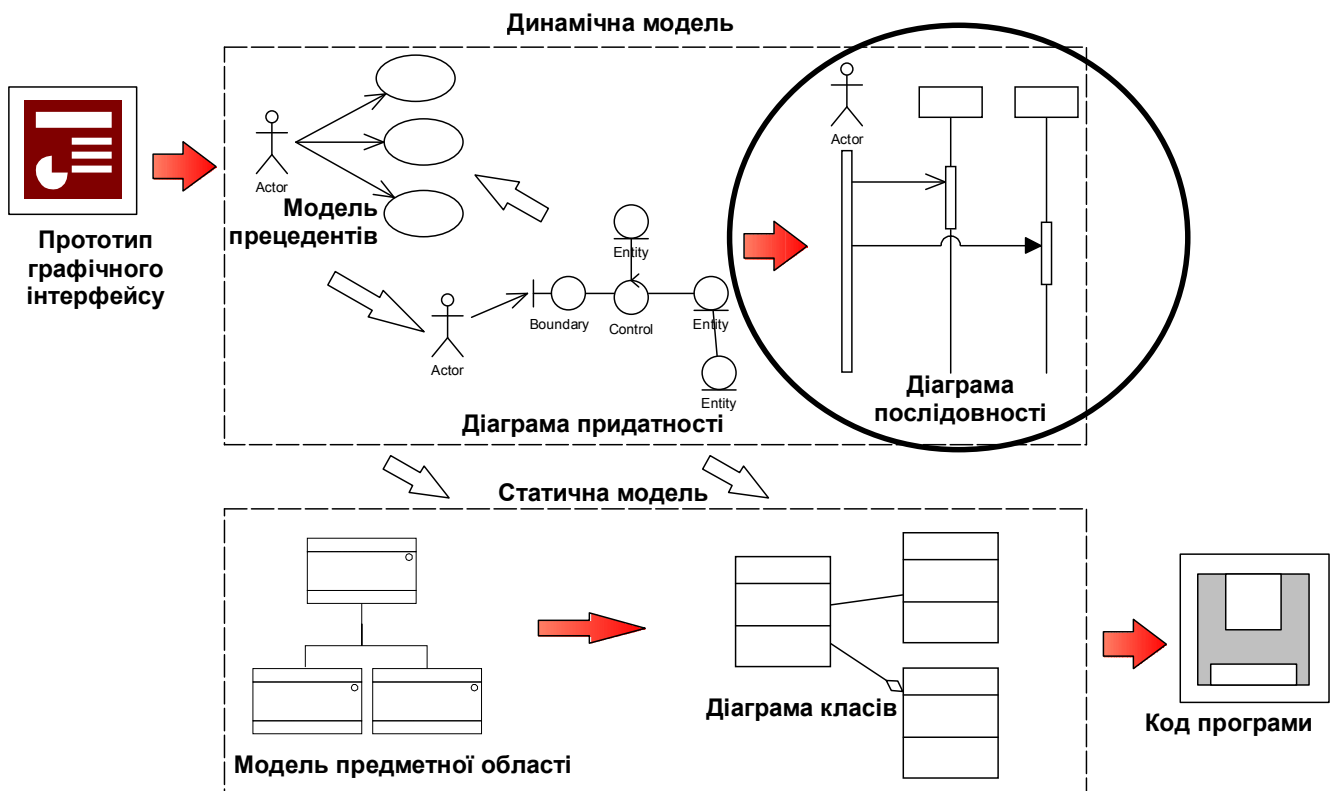 Динамічна модель
Actor
Модель
прецедентів
Прототип
графічного
інтерфейсу
Actor
Boundary
Control
Entity
Entity
Entity
Діаграма придатності
Actor
Діаграма
послідовності
Статична модель
Модель предметної області
Діаграма класів
Код програми